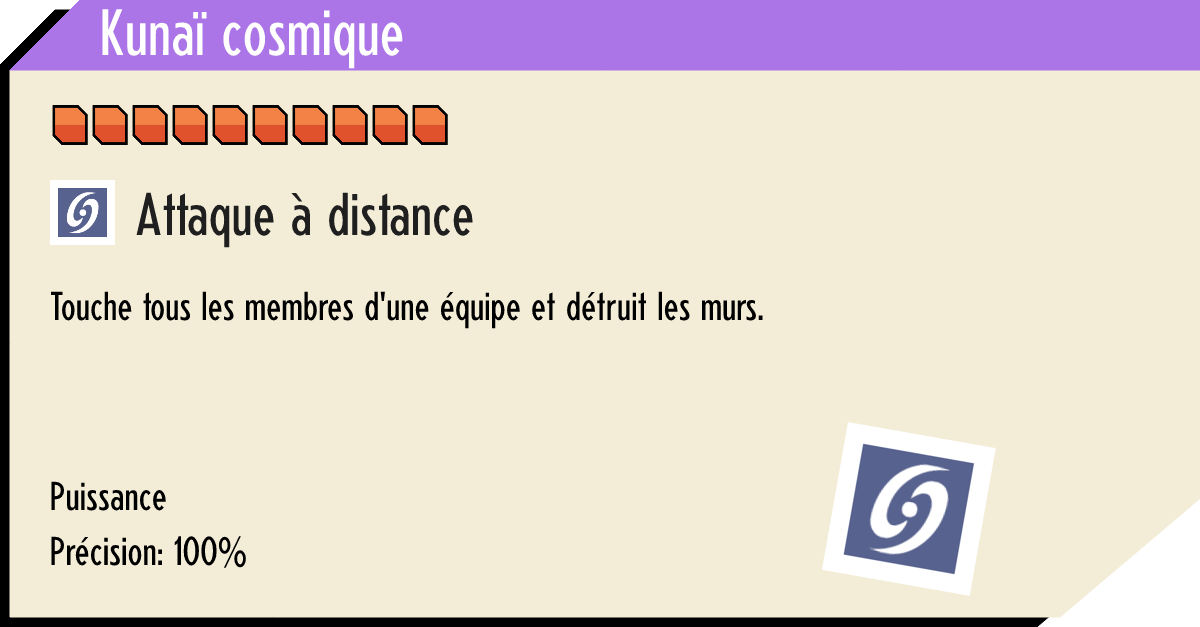 Kunaï cosmique
Attaque à distance
Touche tous les membres d'une équipe et détruit les murs.
Puissance
Précision: 100%